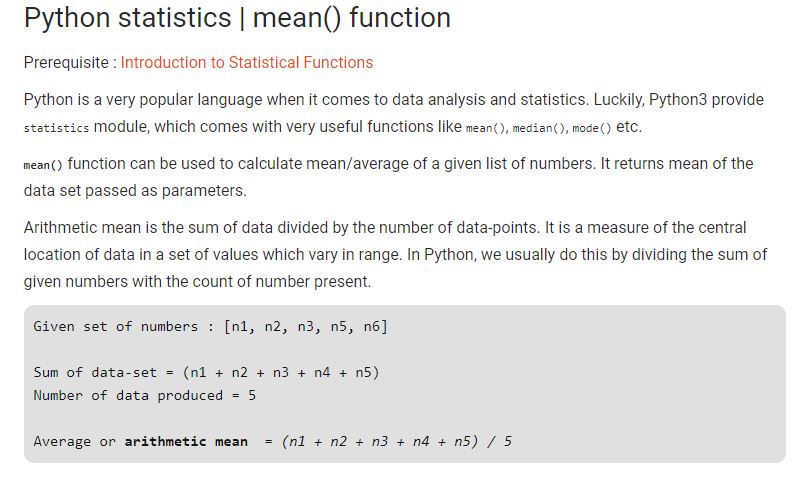 Python statistics | mean() function
Prerequisite : Introduction to Statistical Functions
Python is a very popular language when it comes to data analysis and statistics. Luckily, Python3 provide
statistics module, which comes with very useful functions like mean(), median(), mode() etc.
mean() function can be used to calculate mean/average of a given list of numbers. It returns mean of the
data set passed as parameters.
Arithmetic mean is the sum of data divided by the number of data-points. It is a measure of the central
location of data in a set of values which vary in range. In Python, we usually do this by dividing the sum of
given numbers with the count of number present.
Given set of numbers : [n1, n2, n3, n5, n6]
Sum of data-set = (n1 + n2 + n3 + n4 + n5)
Number of data produced = 5
Average or arithmetic mean = (n1 + n2 + n3 + n4 + n5) / 5